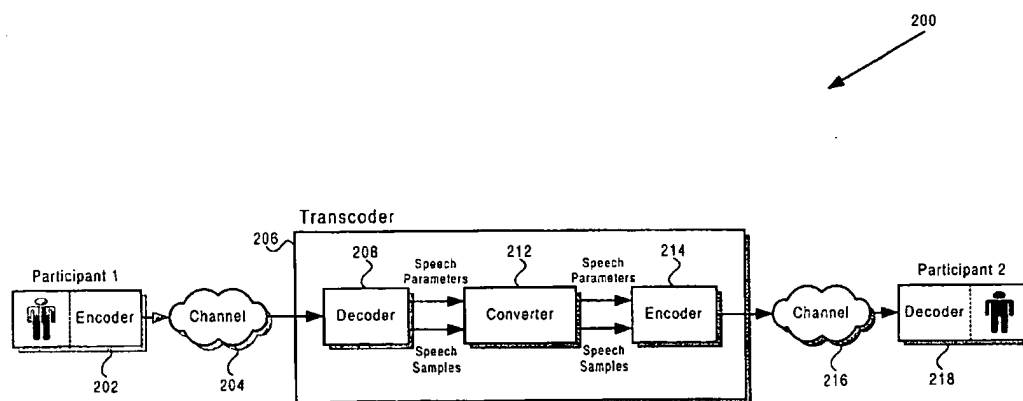 200
Transcoder
206
208
212
214
Speech
Parameters
Speech
Parameters
Participant 1
Participant 2
Encoder
Channel
Decoder
Converter
Encoder
Channel
Decoder
Speech
Samples
Speech
Samples
202
204
216
218